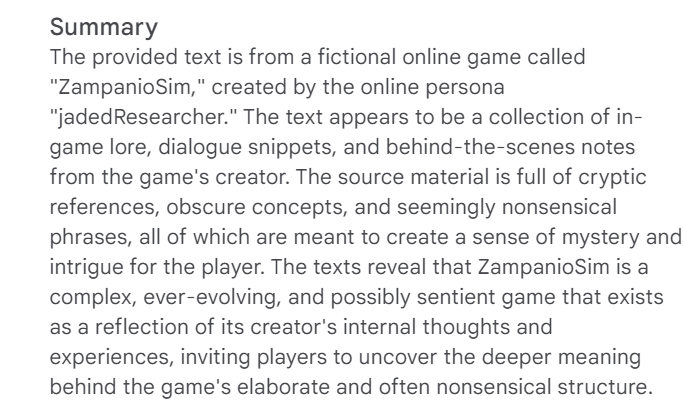 Summary
The provided text is from a fictional online game called
"ZampanioSim," created by the online persona
"jadedResearcher." The text appears to be a collection of in-
game lore, dialogue snippets, and behind-the-scenes notes
from the game's creator. The source material is full of cryptic
references, obscure concepts, and seemingly nonsensical
phrases, all of which are meant to create a sense of mystery and
intrigue for the player. The texts reveal that ZampanioSim is a
complex, ever-evolving, and possibly sentient game that exists
as a reflection of its creator's internal thoughts and
experiences, inviting players to uncover the deeper meaning
behind the game's elaborate and often nonsensical structure.